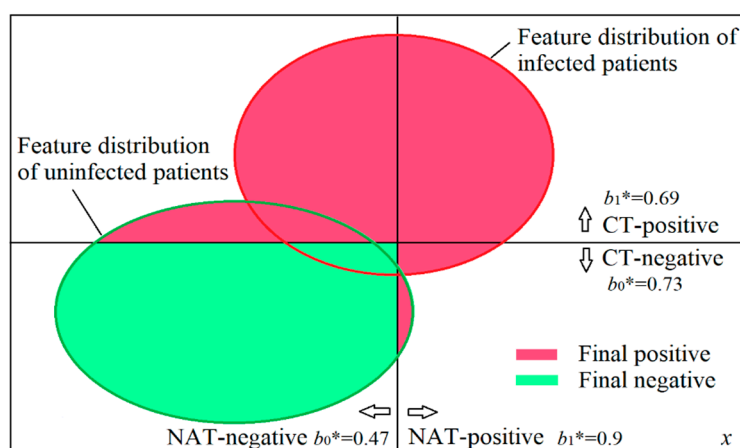 Feature distribution of
infected patients
Feature distribution
of uninfected patients
b₁*=0.69
CT-positive
CT-negative
b₀*=0.73
Final positive
Final negative
NAT-negative b₀*=0.47
NAT-positive b₁*=0.9
x